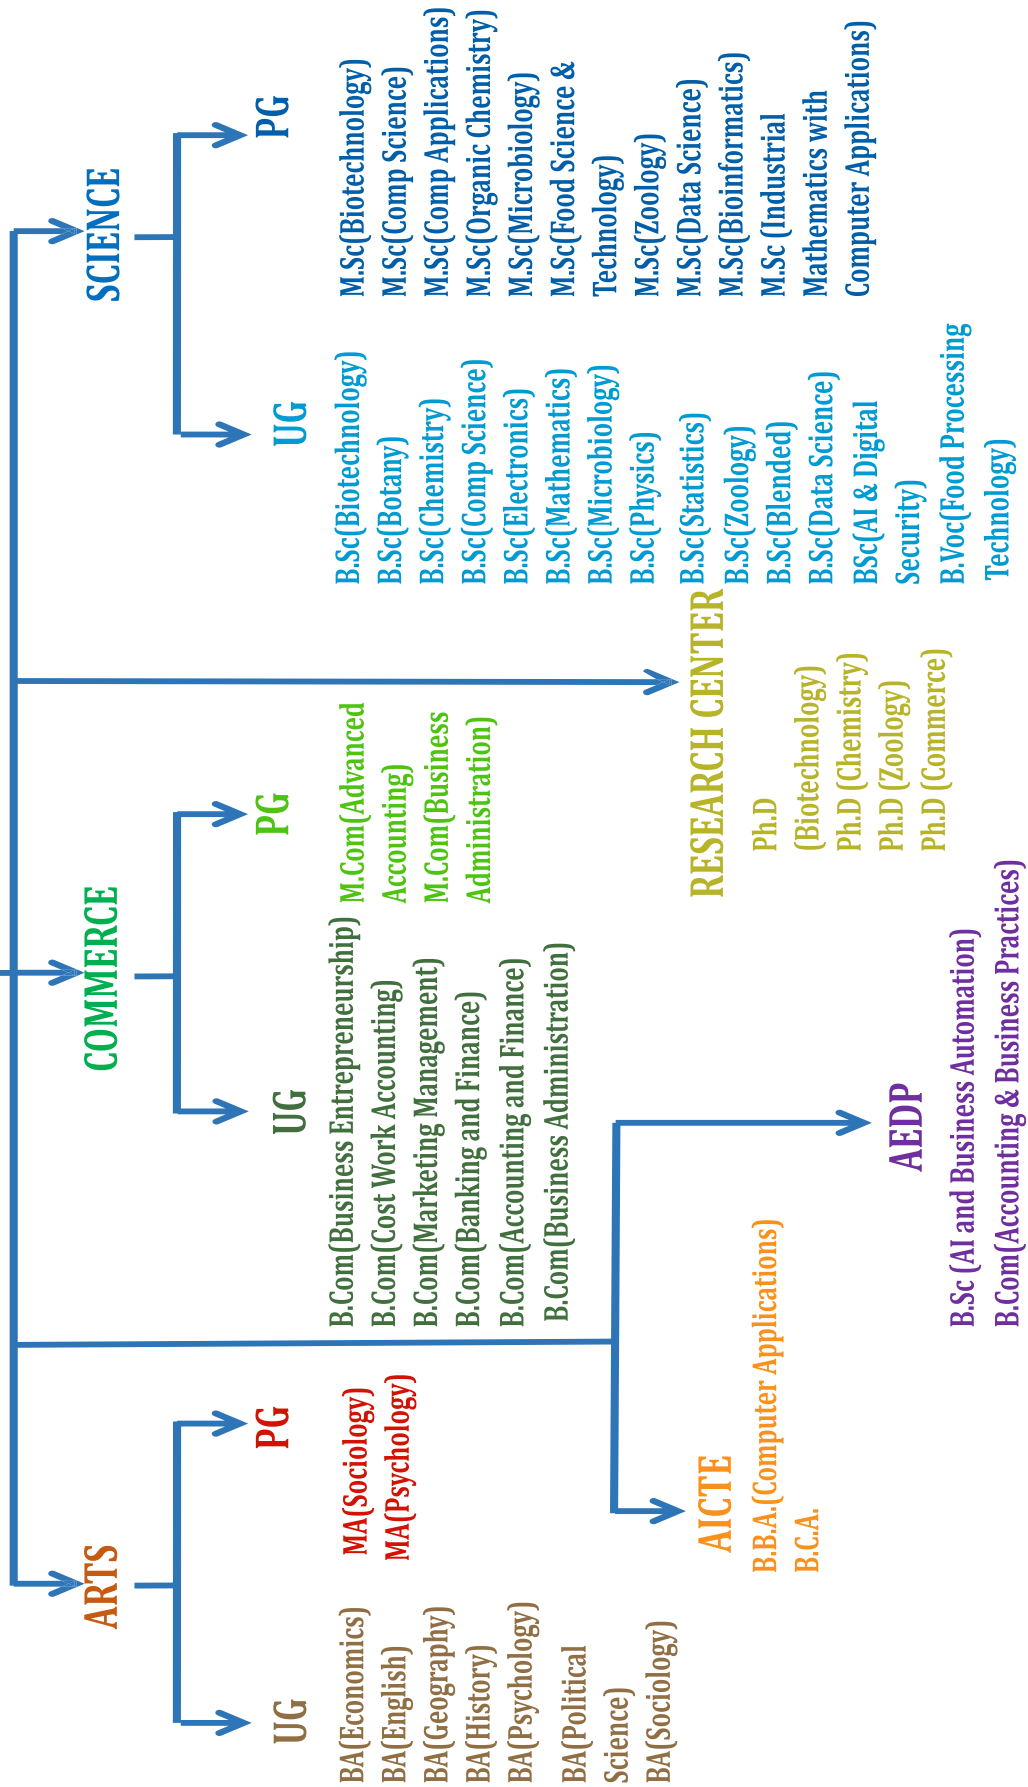 ARTS
UG
BA(Economics)
BA(English)
BA(Geography)
BA(History)
BA(Psychology)
BA(Political
Science)
BA(Sociology)
PG
MA(Sociology)
MA(Psychology)
AICTE
B.B.A.(Computer Applications)
B.C.A.
AEDP
B.Sc (AI and Business Automation)
B.Com(Accounting & Business Practices)
COMMERCE
UG
B.Com(Business Entrepreneurship)
B.Com(Cost Work Accounting)
B.Com(Marketing Management)
B.Com(Banking and Finance)
B.Com(Accounting and Finance)
B.Com(Business Administration)
PG
M.Com(Advanced
Accounting)
M.Com(Business
Administration)
RESEARCH CENTER
Ph.D
(Biotechnology)
Ph.D (Chemistry)
Ph.D (Zoology)
Ph.D (Commerce)
SCIENCE
UG
B.Sc(Biotechnology)
B.Sc(Botany)
B.Sc(Chemistry)
B.Sc(Comp Science)
B.Sc(Electronics)
B.Sc(Mathematics)
B.Sc(Microbiology)
B.Sc(Physics)
B.Sc(Statistics)
B.Sc(Zoology)
B.Sc(Blended)
B.Sc(Data Science)
BSc(AI & Digital
Security)
B.Voc(Food Processing
Technology)
PG
M.Sc(Biotechnology)
M.Sc(Comp Science)
M.Sc(Comp Applications)
M.Sc(Organic Chemistry)
M.Sc(Microbiology)
M.Sc(Food Science &
Technology)
M.Sc(Zoology)
M.Sc(Data Science)
M.Sc(Bioinformatics)
M.Sc (Industrial
Mathematics with
Computer Applications)